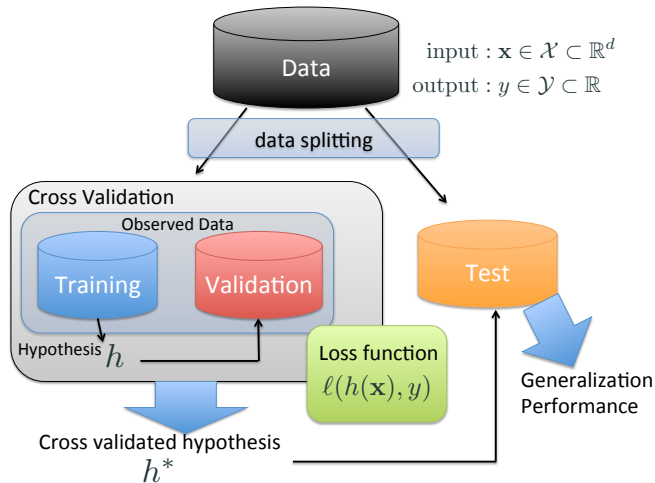 Data
input : x ∈ 𝒳 ⊂ ℝ^d
output : y ∈ 𝒴 ⊂ ℝ
data splitting
Cross Validation
Observed Data
Training
Validation
Test
Hypothesis h
Loss function
ℓ(h(x), y)
Generalization
Performance
Cross validated hypothesis
h*